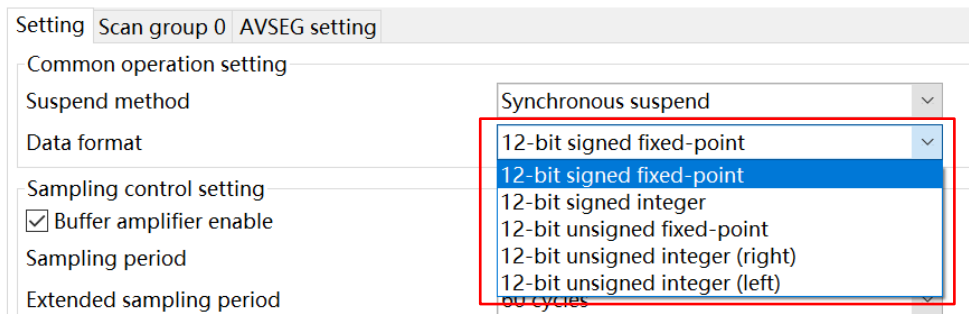 Setting Scan group 0 AVSEG setting
Common operation setting
Suspend method Synchronous suspend
Data format 12-bit signed fixed-point
12-bit signed fixed-point
12-bit signed integer
Sampling control setting
Buffer amplifier enable 12-bit unsigned fixed-point
Sampling period 12-bit unsigned integer (right)
12-bit unsigned integer (left)
Extended sampling period 60 cycles